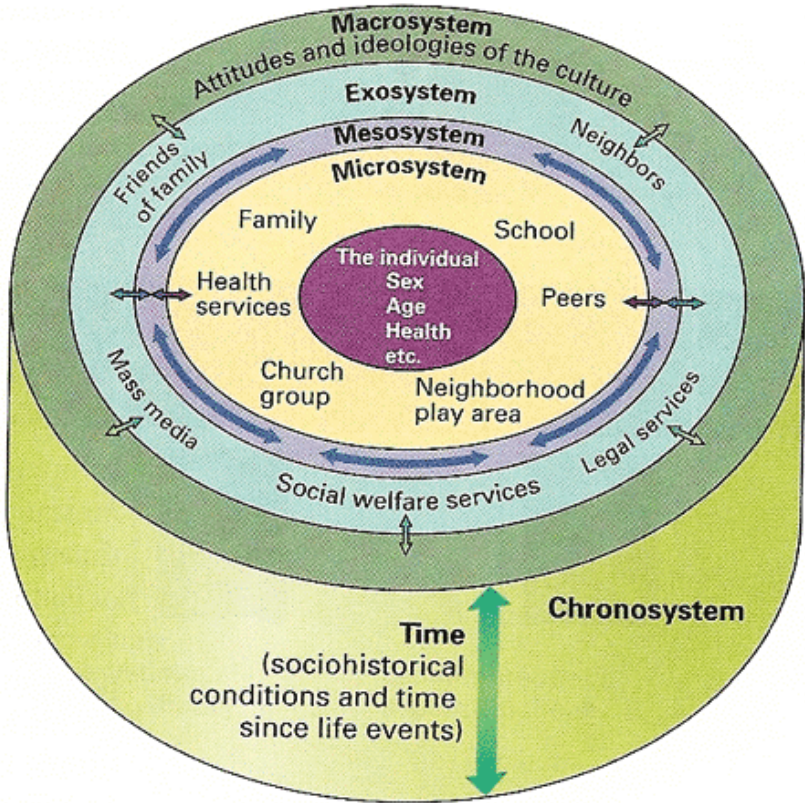 Macrosystem
Attitudes and ideologies of the culture
Exosystem
Mesosystem
Microsystem
Friends
of family
Neighbors
Family
School
The individual
Sex
Age
Health
etc.
Health
services
Peers
Church
group
Neighborhood
play area
Mass media
Legal services
Social welfare services
Chronosystem
Time
(sociohistorical
conditions and time
since life events)